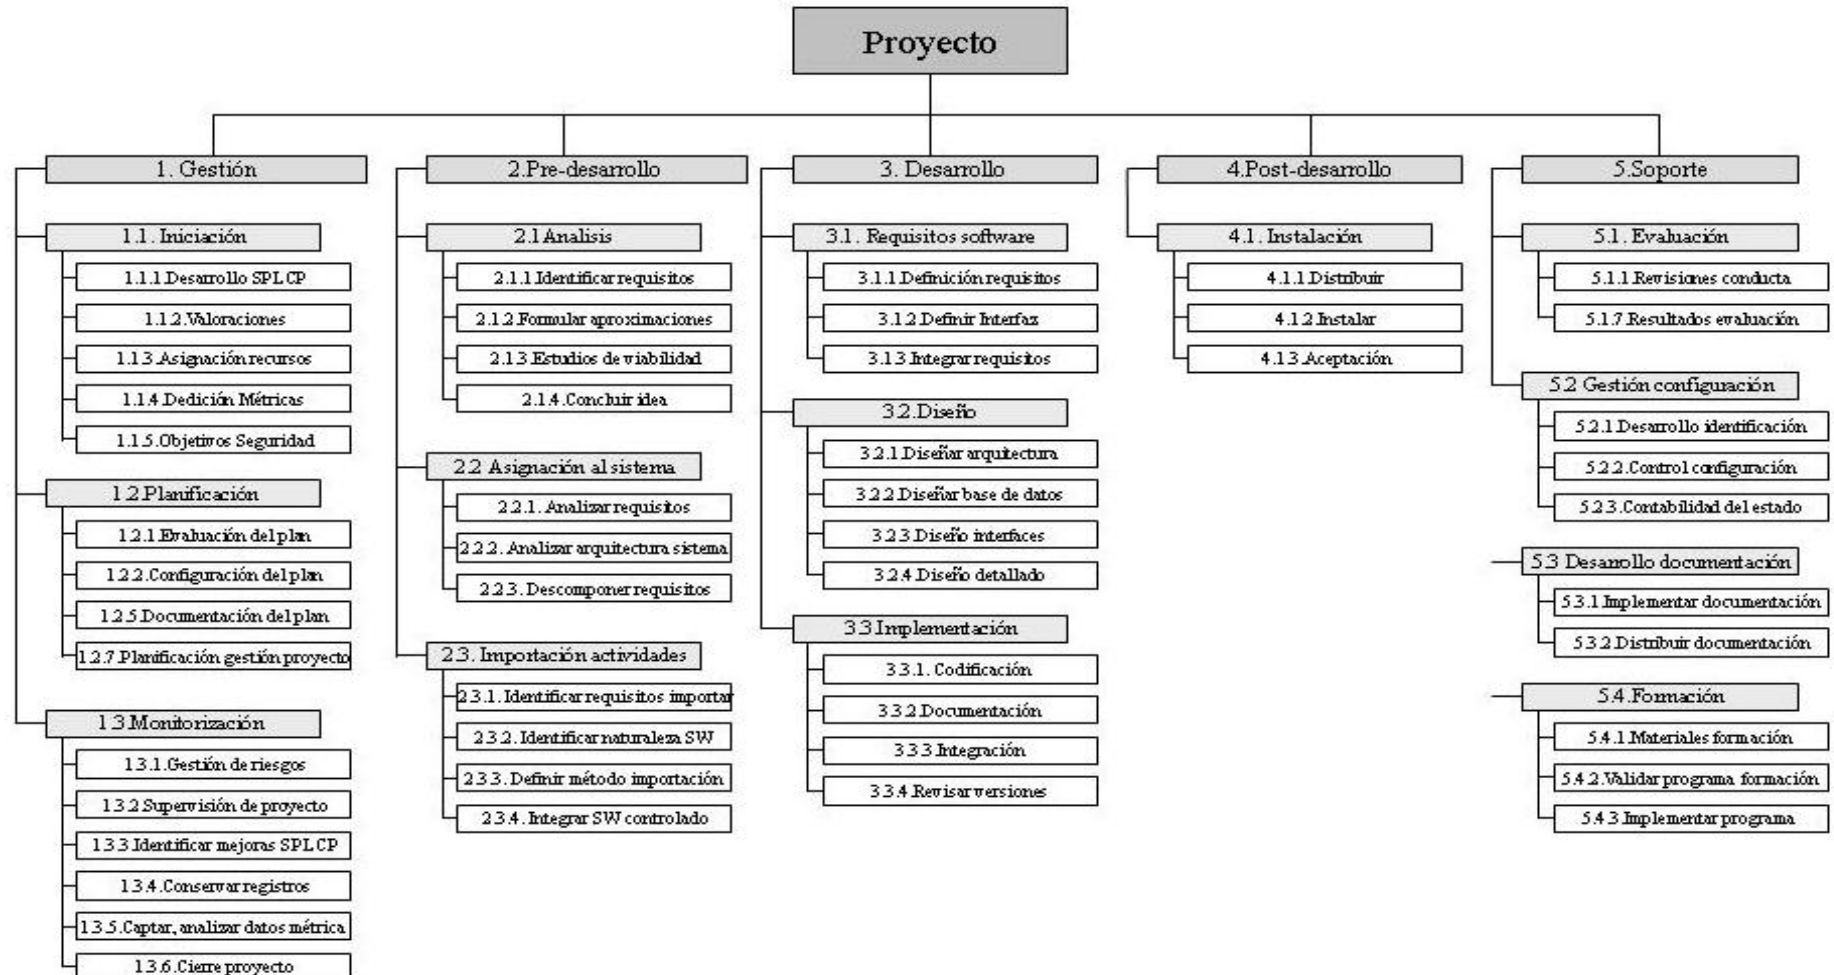 Proyecto
1. Gestión
1.1. Iniciación
1.1.1.Desarrollo SPLCP
1.1.2.Valoraciones
1.1.3.Asignación recursos
1.1.4.Dedición Métricas
1.1.5.Objetivos Seguridad
1.2.Planificación
1.2.1.Evaluación del plan
1.2.2.Configuración del plan
1.2.5.Documentación del plan
1.2.7.Planificación gestión proyecto
1.3.Monitorización
1.3.1.Gestión de riesgos
1.3.2.Supervisión de proyecto
1.3.3.Identificar mejoras SPLCP
1.3.4.Conservar registros
1.3.5.Captar, analizar datos métrica
1.3.6.Cierre proyecto
2.Pre-desarrollo
2.1.Analisis
2.1.1.Identificar requisitos
2.1.2.Formular aproximaciones
2.1.3.Estudios de viabilidad
2.1.4.Concluir idea
2.2. Asignación al sistema
2.2.1. Analizar requisitos
2.2.2. Analizar arquitectura sistema
2.2.3. Descomponer requisitos
2.3. Importación actividades
2.3.1. Identificar requisitos importar
2.3.2. Identificar naturaleza SW
2.3.3. Definir método importación
2.3.4. Integrar SW controlado
3. Desarrollo
3.1. Requisitos software
3.1.1.Definición requisitos
3.1.2.Definir Interfaz
3.1.3.Integrar requisitos
3.2.Diseño
3.2.1.Diseñar arquitectura
3.2.2.Diseñar base de datos
3.2.3.Diseño interfaces
3.2.4.Diseño detallado
3.3.Implementación
3.3.1. Codificación
3.3.2.Documentación
3.3.3.Integración
3.3.4.Revisar versiones
4.Post-desarrollo
4.1. Instalación
4.1.1.Distribuir
4.1.2.Instalar
4.1.3.Aceptación
5.Soporte
5.1. Evaluación
5.1.1.Revisiones conducta
5.1.7.Resultados evaluación
5.2 Gestión configuración
5.2.1.Desarrollo identificación
5.2.2.Control configuración
5.2.3.Contabilidad del estado
5.3 Desarrollo documentación
5.3.1.Implementar documentación
5.3.2.Distribuir documentación
5.4.Formación
5.4.1.Materiales formación
5.4.2.Validar programa formación
5.4.3.Implementar programa